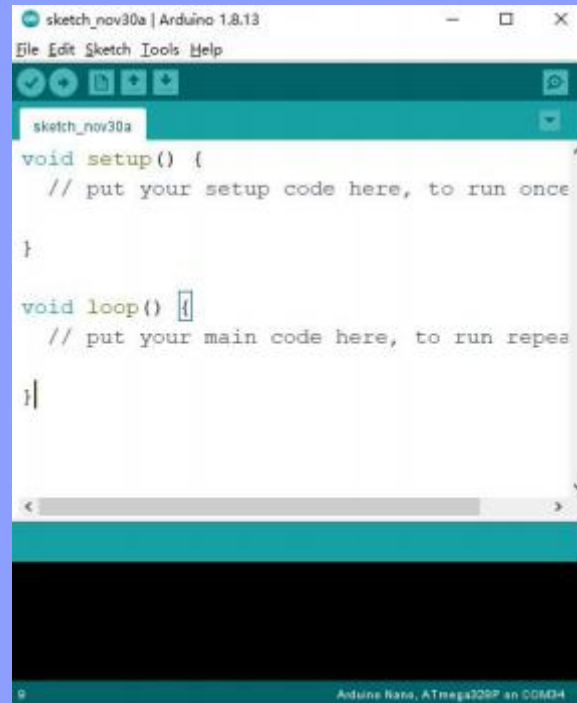 sketch_nov30a | Arduino 1.8.13
File Edit Sketch Tools Help
sketch_nov30a
void setup() {
// put your setup code here, to run once
}
void loop() {
// put your main code here, to run repea
}
9
Arduino Nano, ATmega328P on COM34